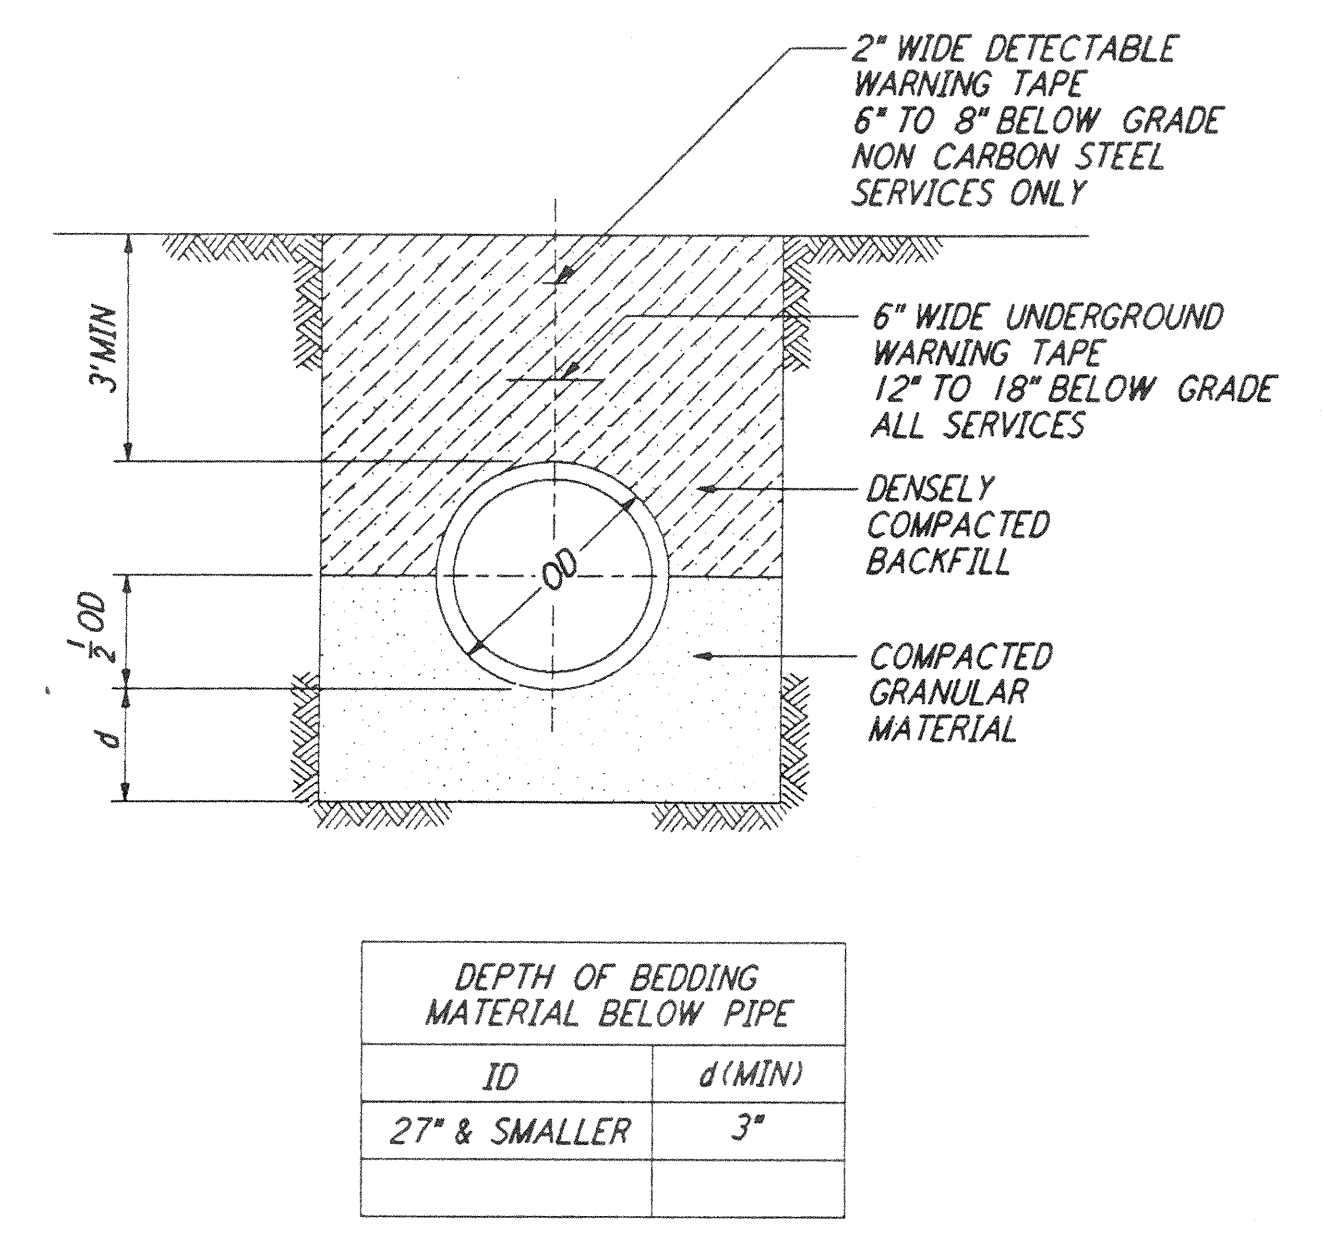 2" WIDE DETECTABLE
WARNING TAPE
6" TO 8" BELOW GRADE
NON CARBON STEEL
SERVICES ONLY
3' MIN
6" WIDE UNDERGROUND
WARNING TAPE
12" TO 18" BELOW GRADE
ALL SERVICES
DENSELY
COMPACTED
BACKFILL
OD
1/2 OD
COMPACTED
GRANULAR
MATERIAL
d
DEPTH OF BEDDING
MATERIAL BELOW PIPE
ID d (MIN)
27" & SMALLER 3"